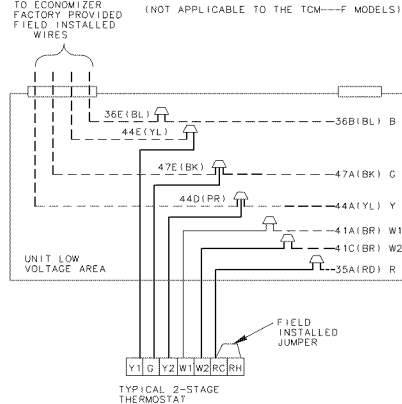 TO ECONOMIZER
FACTORY PROVIDED
FIELD INSTALLED
WIRES
(NOT APPLICABLE TO THE TCM---F MODELS)
36E(BL)
36B(BL) B
44E(YL)
47E(BK)
47A(BK) G
44D(PR)
44A(YL) Y
41A(BR) W1
41C(BR) W2
35A(RD) R
UNIT LOW
VOLTAGE AREA
FIELD
INSTALLED
JUMPER
Y1 G Y2 W1 W2 RC RH
TYPICAL 2-STAGE
THERMOSTAT